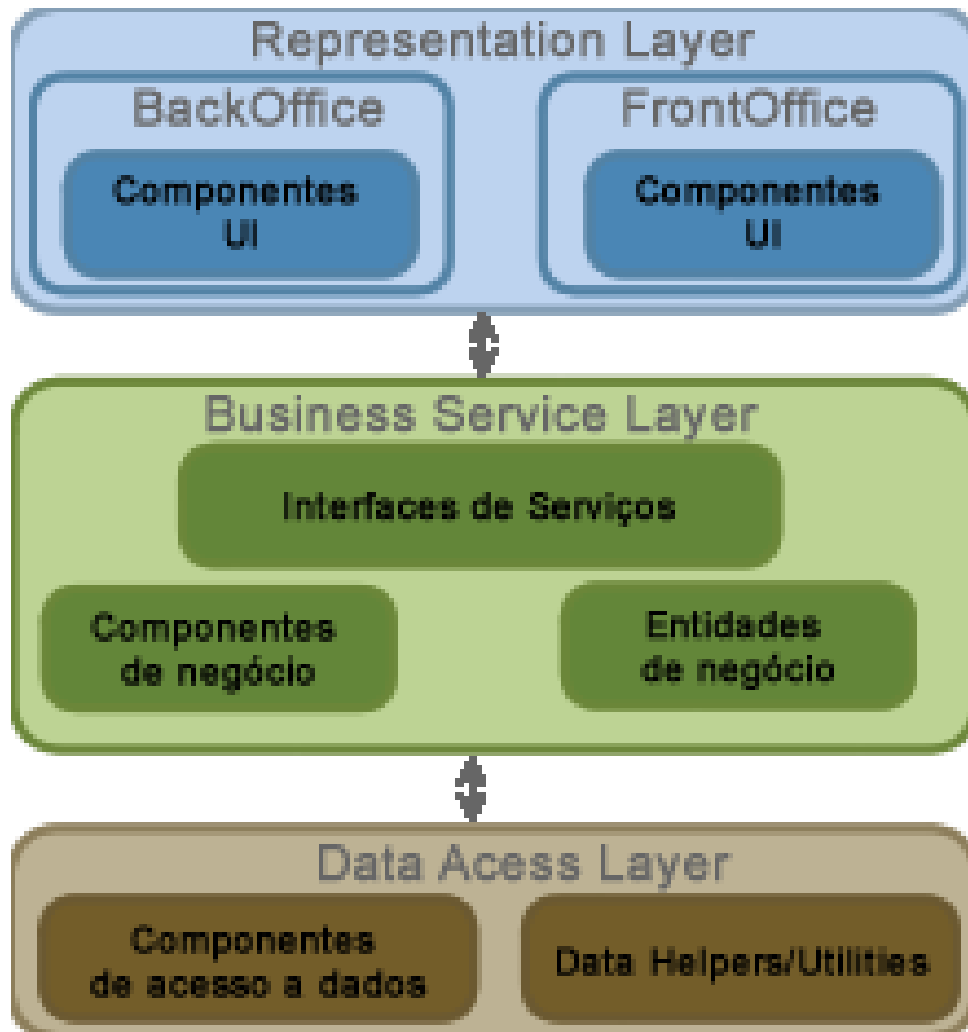 Representation Layer
BackOffice
FrontOffice
Componentes
UI
Componentes
UI
Business Service Layer
Interfaces de Serviços
Componentes
de negócio
Entidades
de negócio
Data Acess Layer
Componentes
de acesso a dados
Data Helpers/Utilities